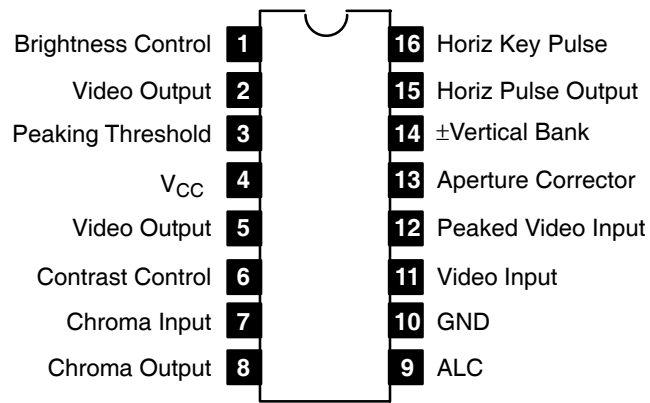 Brightness Control 1 16 Horiz Key Pulse
Video Output 2 15 Horiz Pulse Output
Peaking Threshold 3 14 ±Vertical Bank
VCC 4 13 Aperture Corrector
Video Output 5 12 Peaked Video Input
Contrast Control 6 11 Video Input
Chroma Input 7 10 GND
Chroma Output 8 9 ALC